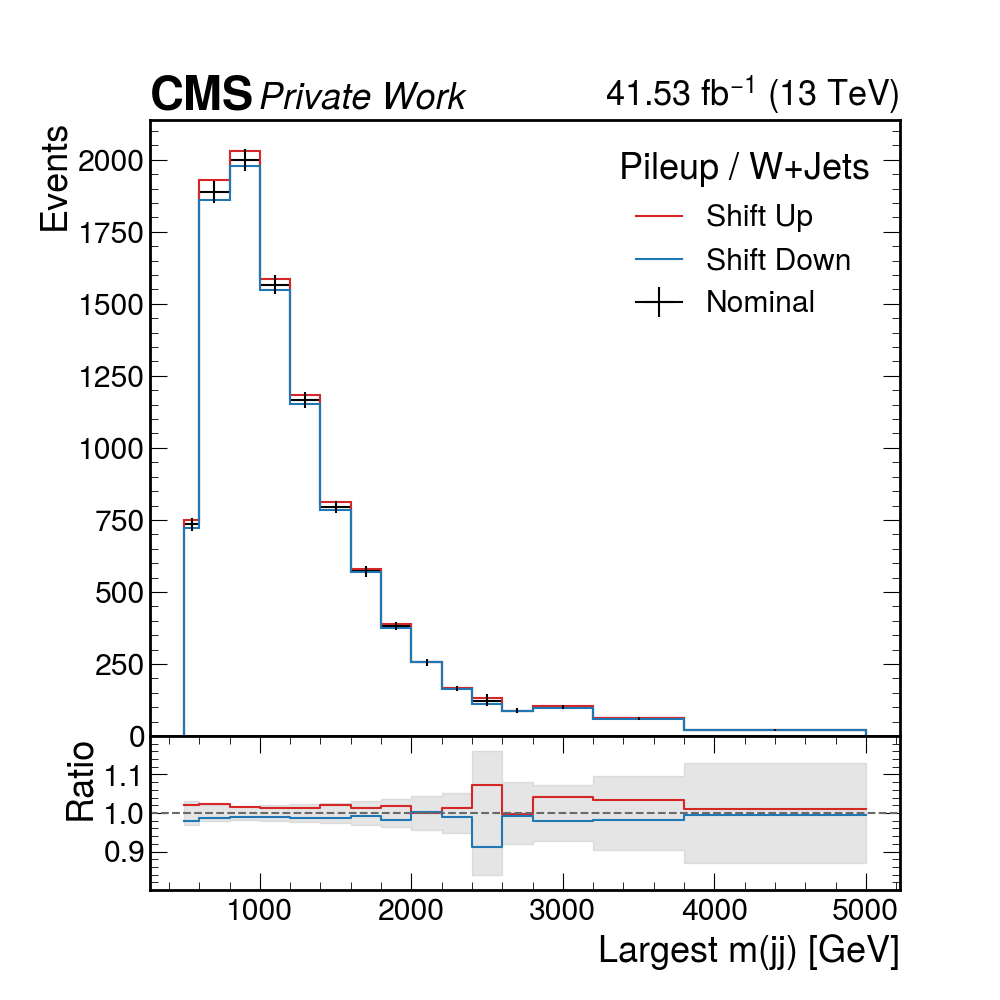 CMS Private Work 41.53 fb⁻¹ (13 TeV)
Events
2000
1750
1500
1250
1000
750
500
250
0
Pileup / W+Jets
Shift Up
Shift Down
Nominal
Ratio
1.1
1.0
0.9
1000 2000 3000 4000 5000
Largest m(jj) [GeV]